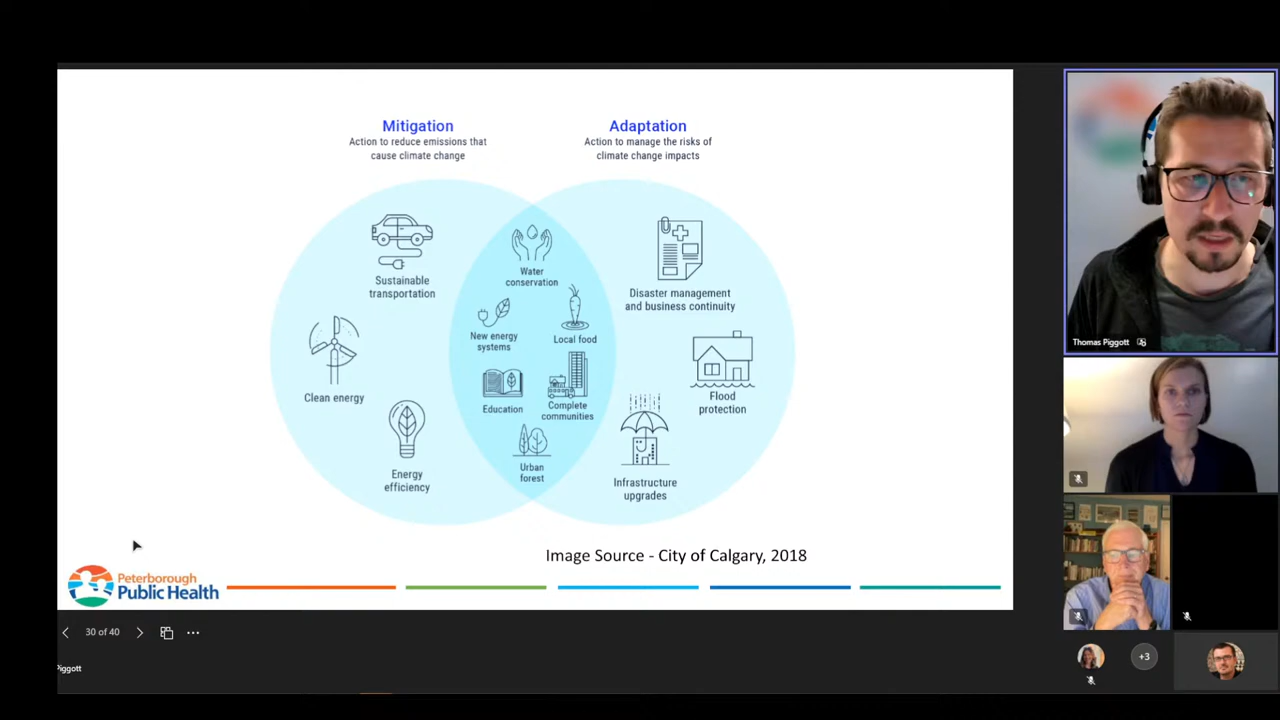 Mitigation
Action to reduce emissions that
cause climate change
Adaptation
Action to manage the risks of
climate change impacts
Sustainable
transportation
Clean energy
Energy
efficiency
Water
conservation
New energy
systems
Local food
Education
Complete
communities
Urban
forest
Disaster management
and business continuity
Flood
protection
Infrastructure
upgrades
Image Source - City of Calgary, 2018
Peterborough
Public Health
30 of 40
Piggott
Thomas Piggott
+3